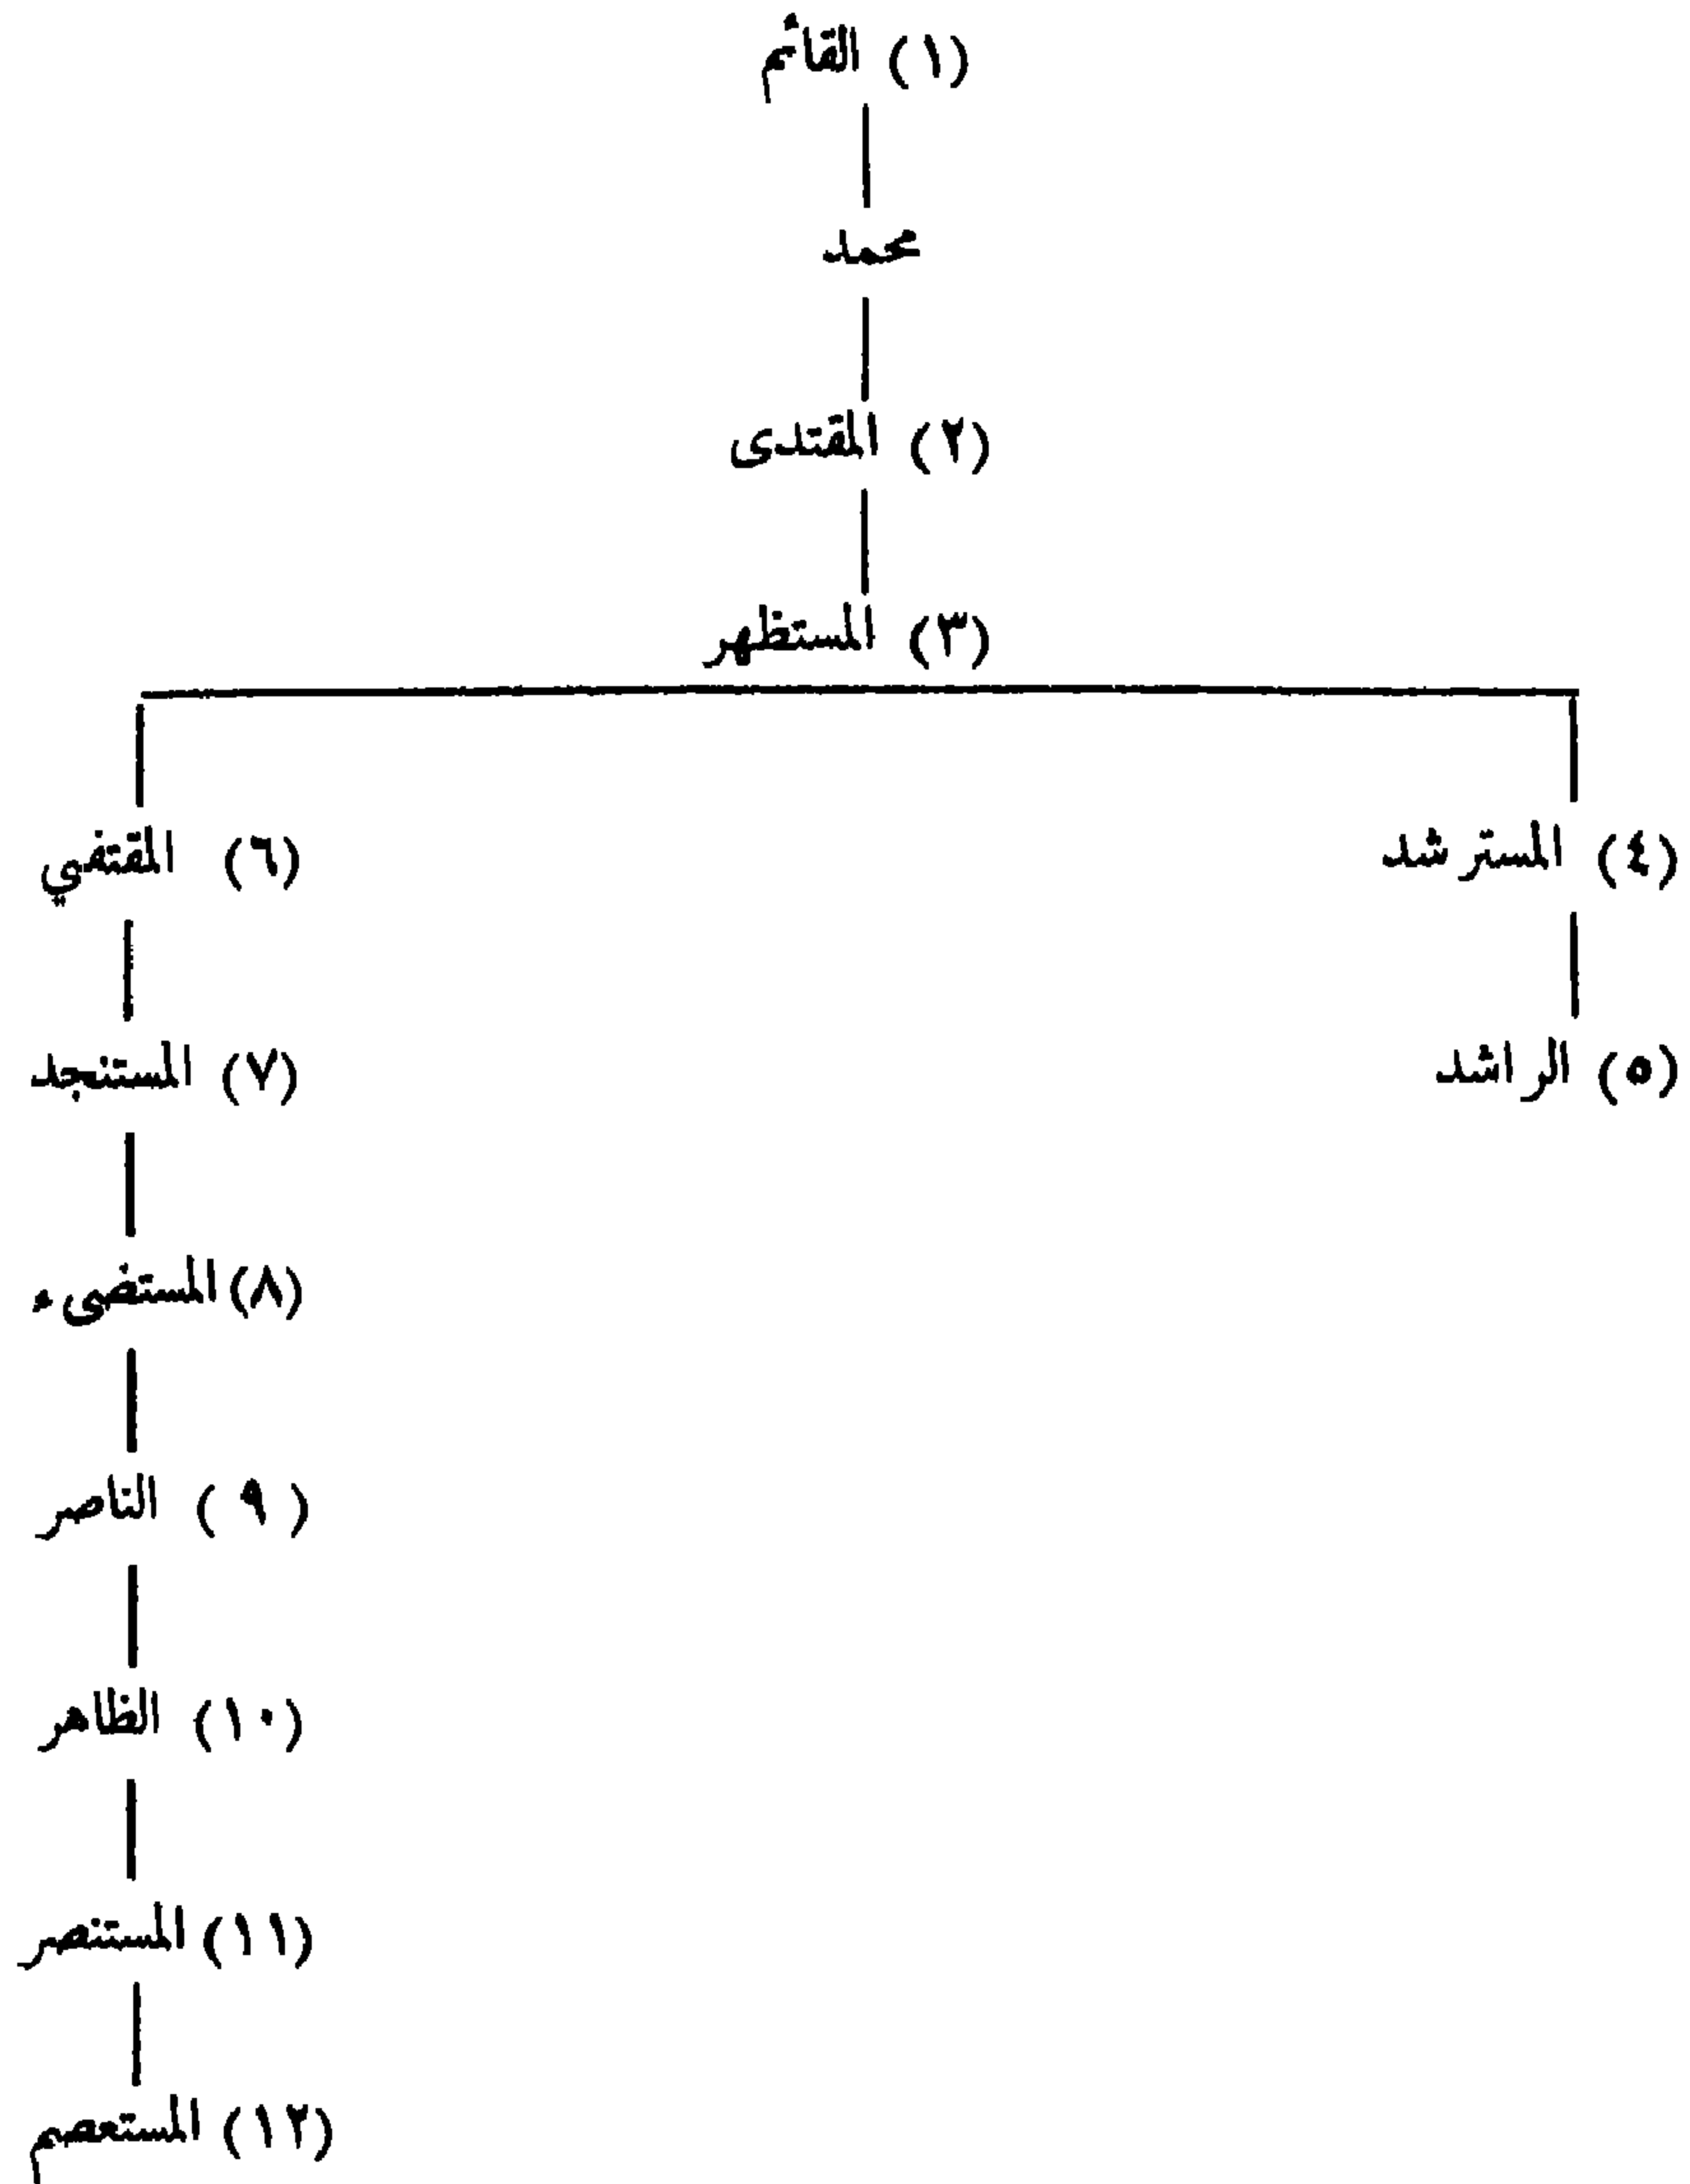 (١) القائم
محمد
(٢) المقتدى
(٣) المستظهر
(٤) المسترشد
(٦) المقتفي
(٥) الراشد
(٧) المستنجد
(٨) المستضىء
(٩) الناصر
(١٠) الظاهر
(١١) المستنصر
(١٢) المستعصم